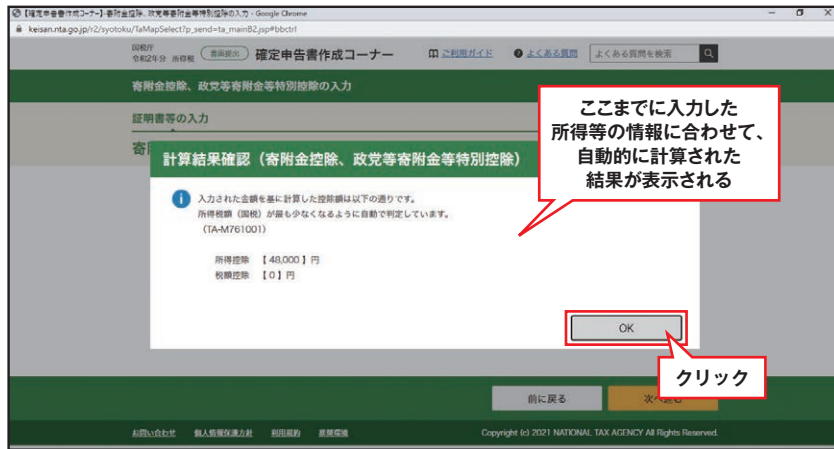 【確定申告書作成コーナー】-寄附金控除、政党等寄附金等特別控除の入力 - Google Chrome
keisan.nta.go.jp/r2/syotoku/TaMapSelect?p_send=ta_mainB2.jsp#bbctrl
国税庁
令和2年分 所得税
書面提出
確定申告書作成コーナー
ご利用ガイド
よくある質問
よくある質問を検索
寄附金控除、政党等寄附金等特別控除の入力
証明書等の入力
寄
計算結果確認（寄附金控除、政党等寄附金等特別控除）
ここまでに入力した
所得等の情報に合わせて、
自動的に計算された
結果が表示される
入力された金額を基に計算した控除額は以下の通りです。
所得税額（国税）が最も少なくなるように自動で判定しています。
（TA-M761001）
所得控除 【 48,000 】円
税額控除 【 0 】円
OK
クリック
前に戻る
次へ進む
お問い合わせ 個人情報保護方針 利用規約 推奨環境
Copyright (c) 2021 NATIONAL TAX AGENCY All Rights Reserved.